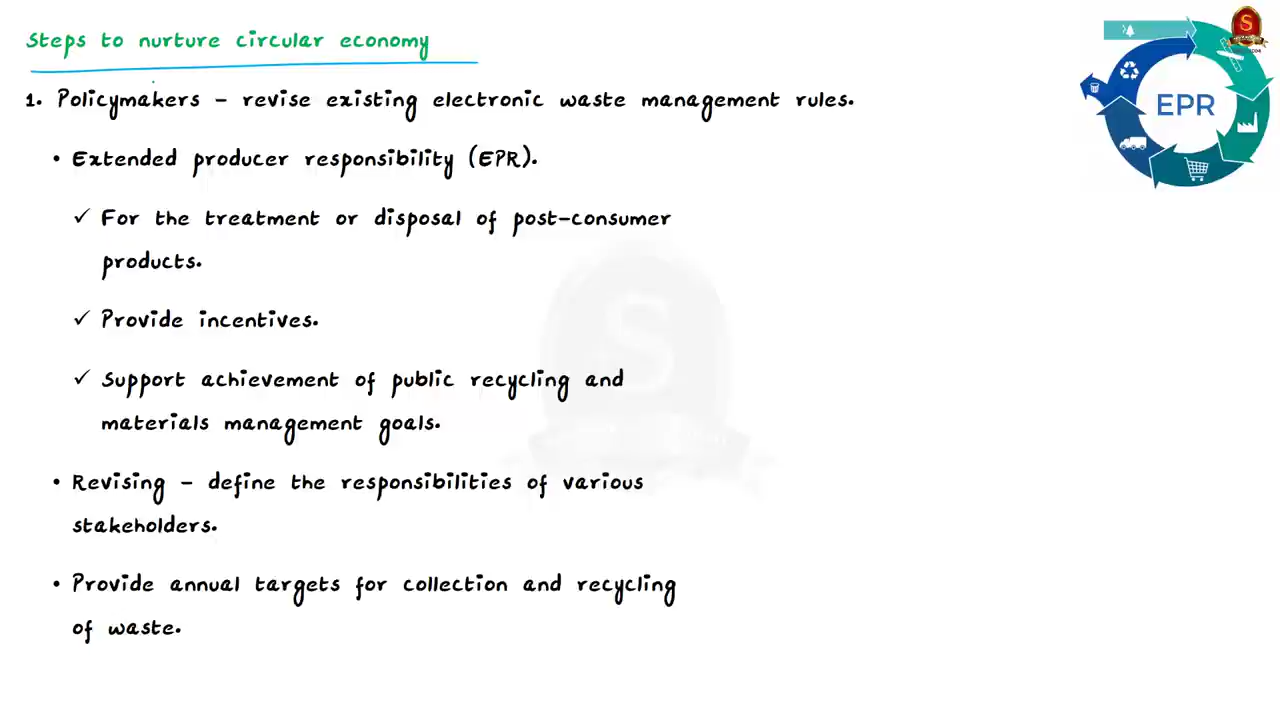 Steps to nurture circular economy
1. Policymakers - revise existing electronic waste management rules.
EPR
• Extended producer responsibility (EPR).
✓ For the treatment or disposal of post-consumer
products.
✓ Provide incentives.
✓ Support achievement of public recycling and
materials management goals.
• Revising - define the responsibilities of various
stakeholders.
• Provide annual targets for collection and recycling
of waste.
S